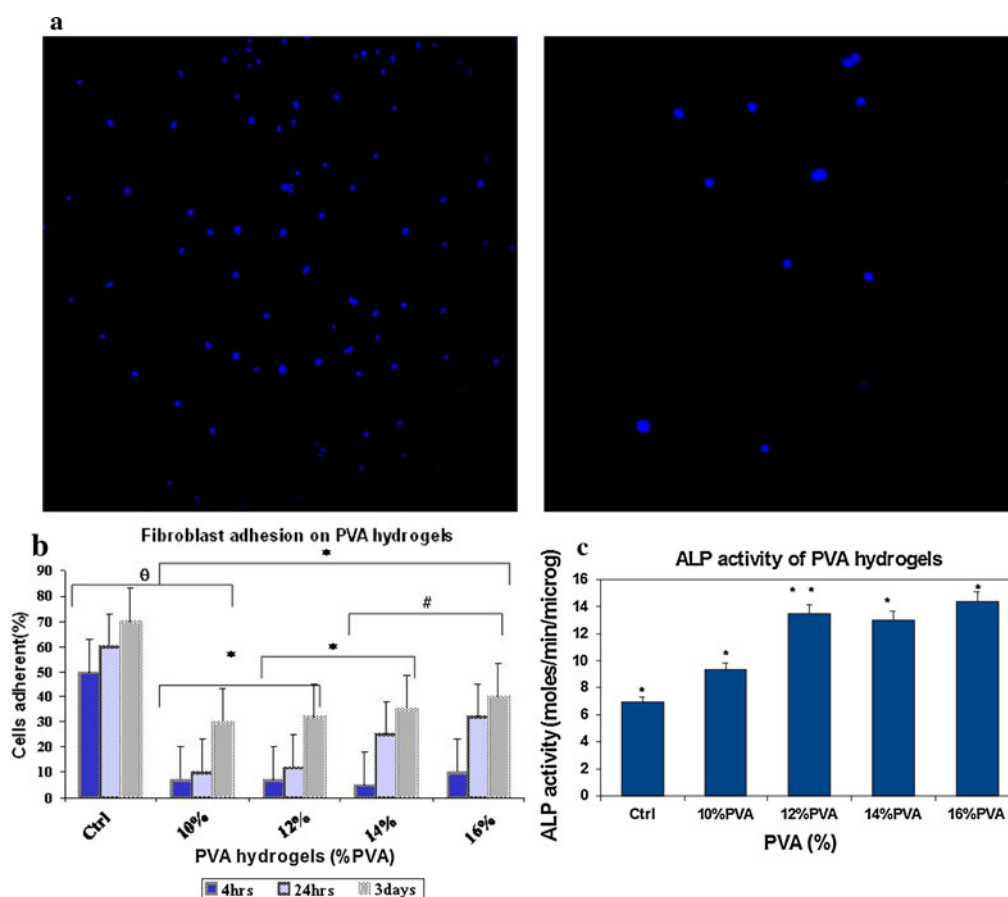 a
b
Fibroblast adhesion on PVA hydrogels
Cells adherent(%)
90
80
70
60
50
40
30
20
10
0
θ
*
*
*
#
Ctrl
10%
12%
14%
16%
PVA hydrogels (%PVA)
4hrs 24hrs 3days
c
ALP activity of PVA hydrogels
ALP activity (moles/min/microg)
16
14
12
10
8
6
4
2
0
*
*
* *
*
*
Ctrl 10%PVA 12%PVA 14%PVA 16%PVA
PVA (%)